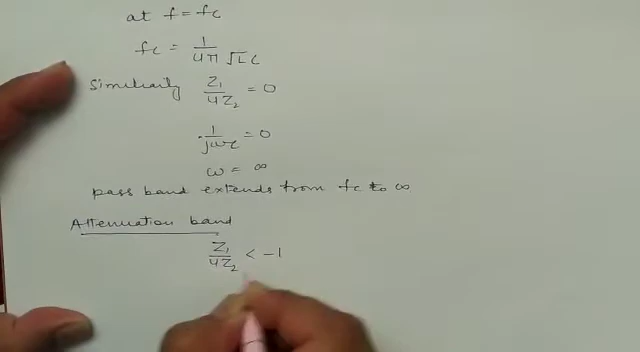 at f = fc
fc = 1/4π√LC
Similarily Z1/4Z2 = 0
1/jωc = 0
ω = ∞
pass band extends from fc to ∞
Attenuation band
Z1/4Z2 < -1